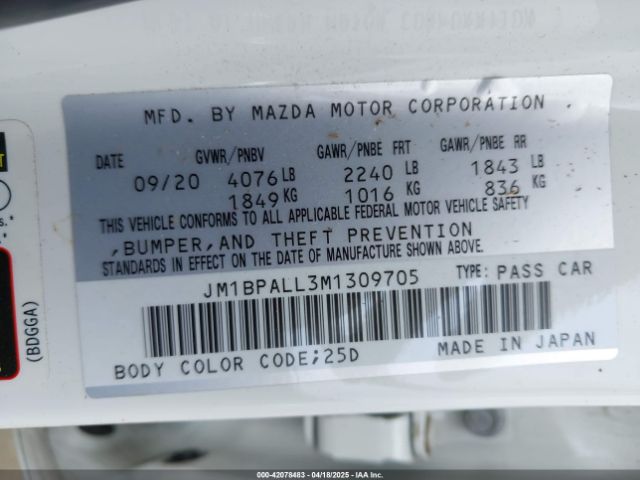 MFD. BY MAZDA MOTOR CORPORATION
DATE GVWR/PNBV GAWR/PNBE FRT GAWR/PNBE RR
09/20 4076 LB 2240 LB 1843 LB
1849 KG 1016 KG 836 KG
THIS VEHICLE CONFORMS TO ALL APPLICABLE FEDERAL MOTOR VEHICLE SAFETY
,BUMPER,AND THEFT PREVENTION
STANDARDS IN EFFECT ON THE DATE OF MANUFACTURE SHOWN ABOVE.
JM1BPALL3M1309705 TYPE: PASS CAR
BODY COLOR CODE;25D MADE IN JAPAN
(BDGGA)
000-42078483 - 04/18/2025 - IAAI.com